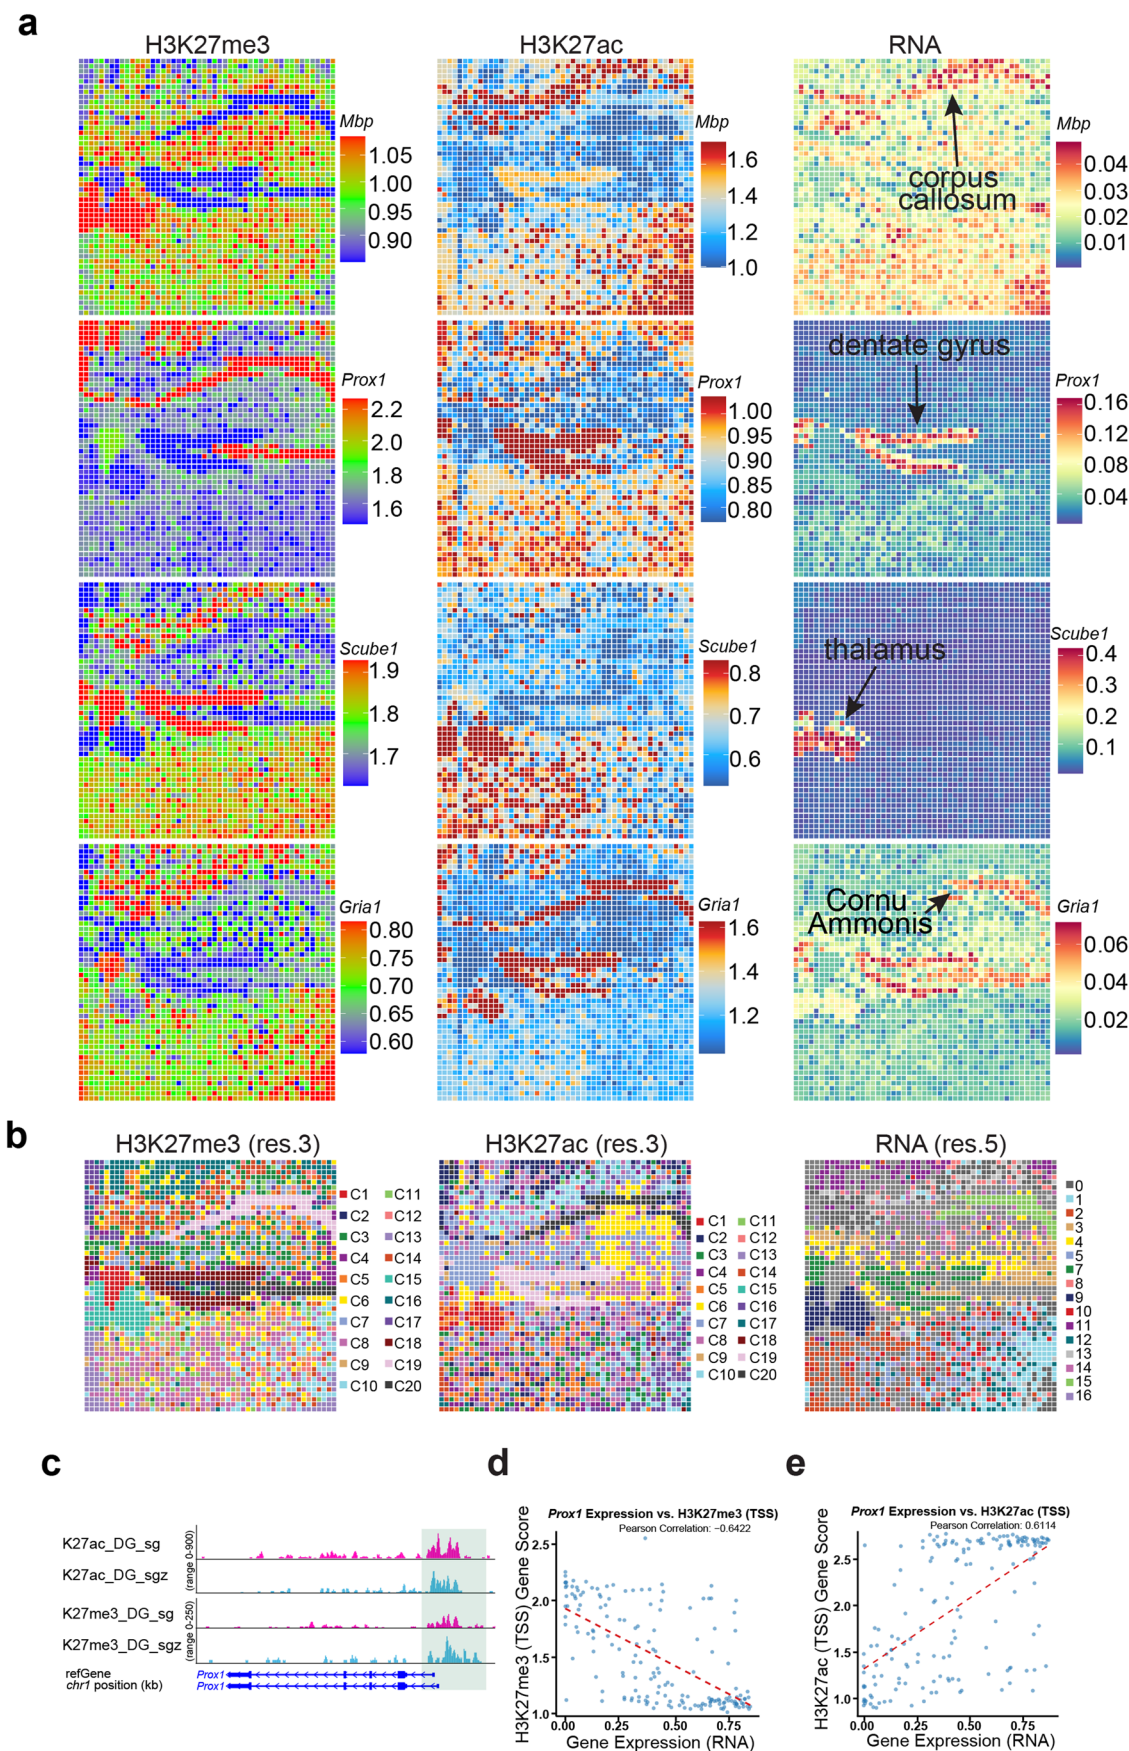 a
H3K27me3
H3K27ac
RNA
Mbp
1.05
1.00
0.95
0.90
Mbp
1.6
1.4
1.2
1.0
corpus
callosum
Mbp
0.04
0.03
0.02
0.01
Prox1
2.2
2.0
1.8
1.6
Prox1
1.00
0.95
0.90
0.85
0.80
dentate gyrus
Prox1
0.16
0.12
0.08
0.04
Scube1
1.9
1.8
1.7
Scube1
0.8
0.7
0.6
thalamus
Scube1
0.4
0.3
0.2
0.1
Gria1
0.80
0.75
0.70
0.65
0.60
Gria1
1.6
1.4
1.2
Cornu
Ammonis
Gria1
0.06
0.04
0.02
b
H3K27me3 (res.3)
C1 C11
C2 C12
C3 C13
C4 C14
C5 C15
C6 C16
C7 C17
C8 C18
C9 C19
C10 C20
H3K27ac (res.3)
C1 C11
C2 C12
C3 C13
C4 C14
C5 C15
C6 C16
C7 C17
C8 C18
C9 C19
C10 C20
RNA (res.5)
0
1
2
3
4
5
7
8
9
10
11
12
13
14
15
16
c
K27ac_DG_sg
K27ac_DG_sgz
(range 0-900)
K27me3_DG_sg
K27me3_DG_sgz
(range 0-250)
refGene
chr1 position (kb)
Prox1
Prox1
d
Prox1 Expression vs. H3K27me3 (TSS)
Pearson Correlation: −0.6422
H3K27me3 (TSS) Gene Score
2.5
2.0
1.5
1.0
0.00 0.25 0.50 0.75
Gene Expression (RNA)
e
Prox1 Expression vs. H3K27ac (TSS)
Pearson Correlation: 0.6114
H3K27ac (TSS) Gene Score
2.5
2.0
1.5
1.0
0.00 0.25 0.50 0.75
Gene Expression (RNA)